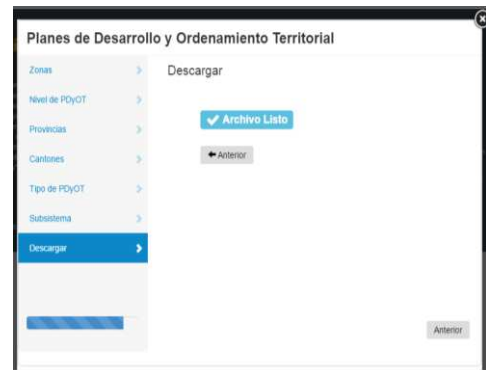 Planes de Desarrollo y Ordenamiento Territorial
Zonas
Nivel de PDyOT
Provincias
Cantones
Tipo de PDyOT
Subsistema
Descargar
Descargar
Archivo Listo
Anterior
Anterior